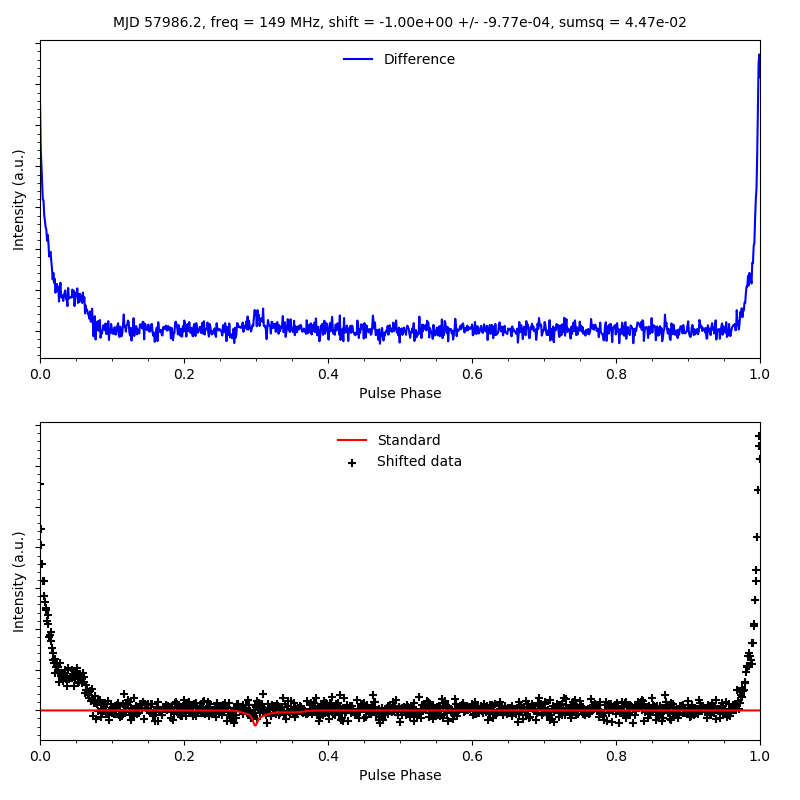 MJD 57986.2, freq = 149 MHz, shift = -1.00e+00 +/- -9.77e-04, sumsq = 4.47e-02
Difference
Intensity (a.u.)
0.0 0.2 0.4 0.6 0.8 1.0
Pulse Phase
Standard
Shifted data
Intensity (a.u.)
0.0 0.2 0.4 0.6 0.8 1.0
Pulse Phase